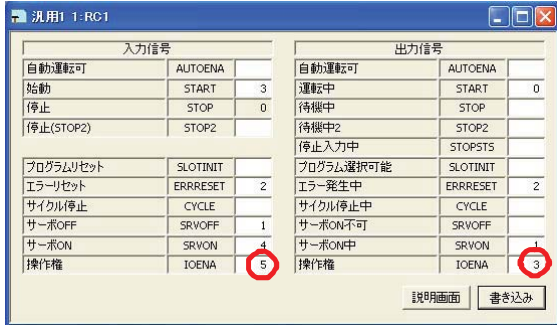 汎用1 1:RC1
入力信号 出力信号
自動運転可 AUTOENA 自動運転可 AUTOENA
始動 START 3 運転中 START 0
停止 STOP 0 待機中 STOP
停止(STOP2) STOP2 待機中2 STOP2
停止入力中 STOPSTS
プログラムリセット SLOTINIT プログラム選択可能 SLOTINIT
エラーリセット ERRRESET 2 エラー発生中 ERRRESET 2
サイクル停止 CYCLE サイクル停止中 CYCLE
サーボOFF SRVOFF 1 サーボON不可 SRVOFF
サーボON SRVON 4 サーボON中 SRVON 1
操作権 IOENA 5 操作権 IOENA 3
説明画面 書き込み